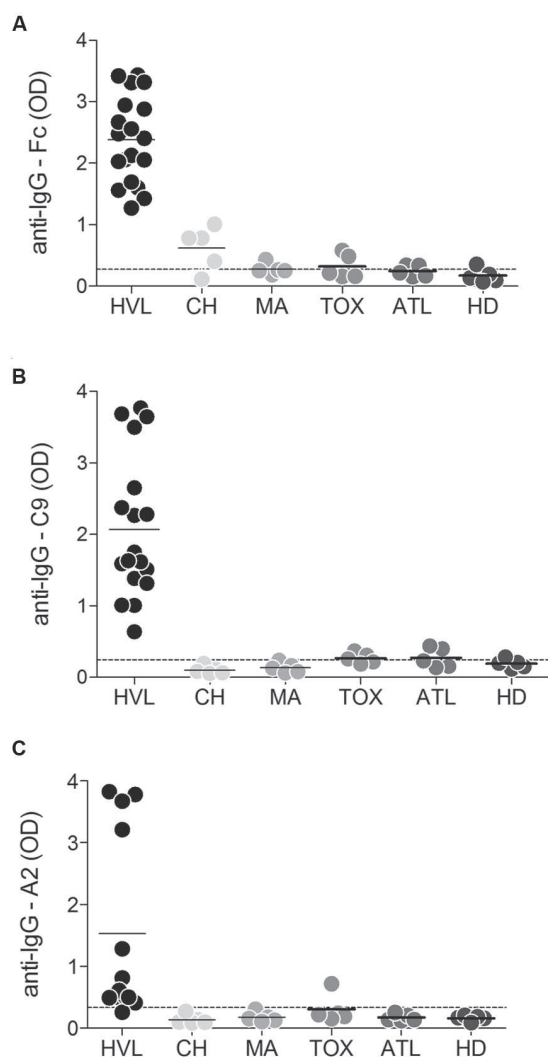 A
anti-IgG - Fc (OD)
4
3
2
1
0
HVL CH MA TOX ATL HD
B
anti-IgG - C9 (OD)
4
3
2
1
0
HVL CH MA TOX ATL HD
C
anti-IgG - A2 (OD)
4
3
2
1
0
HVL CH MA TOX ATL HD